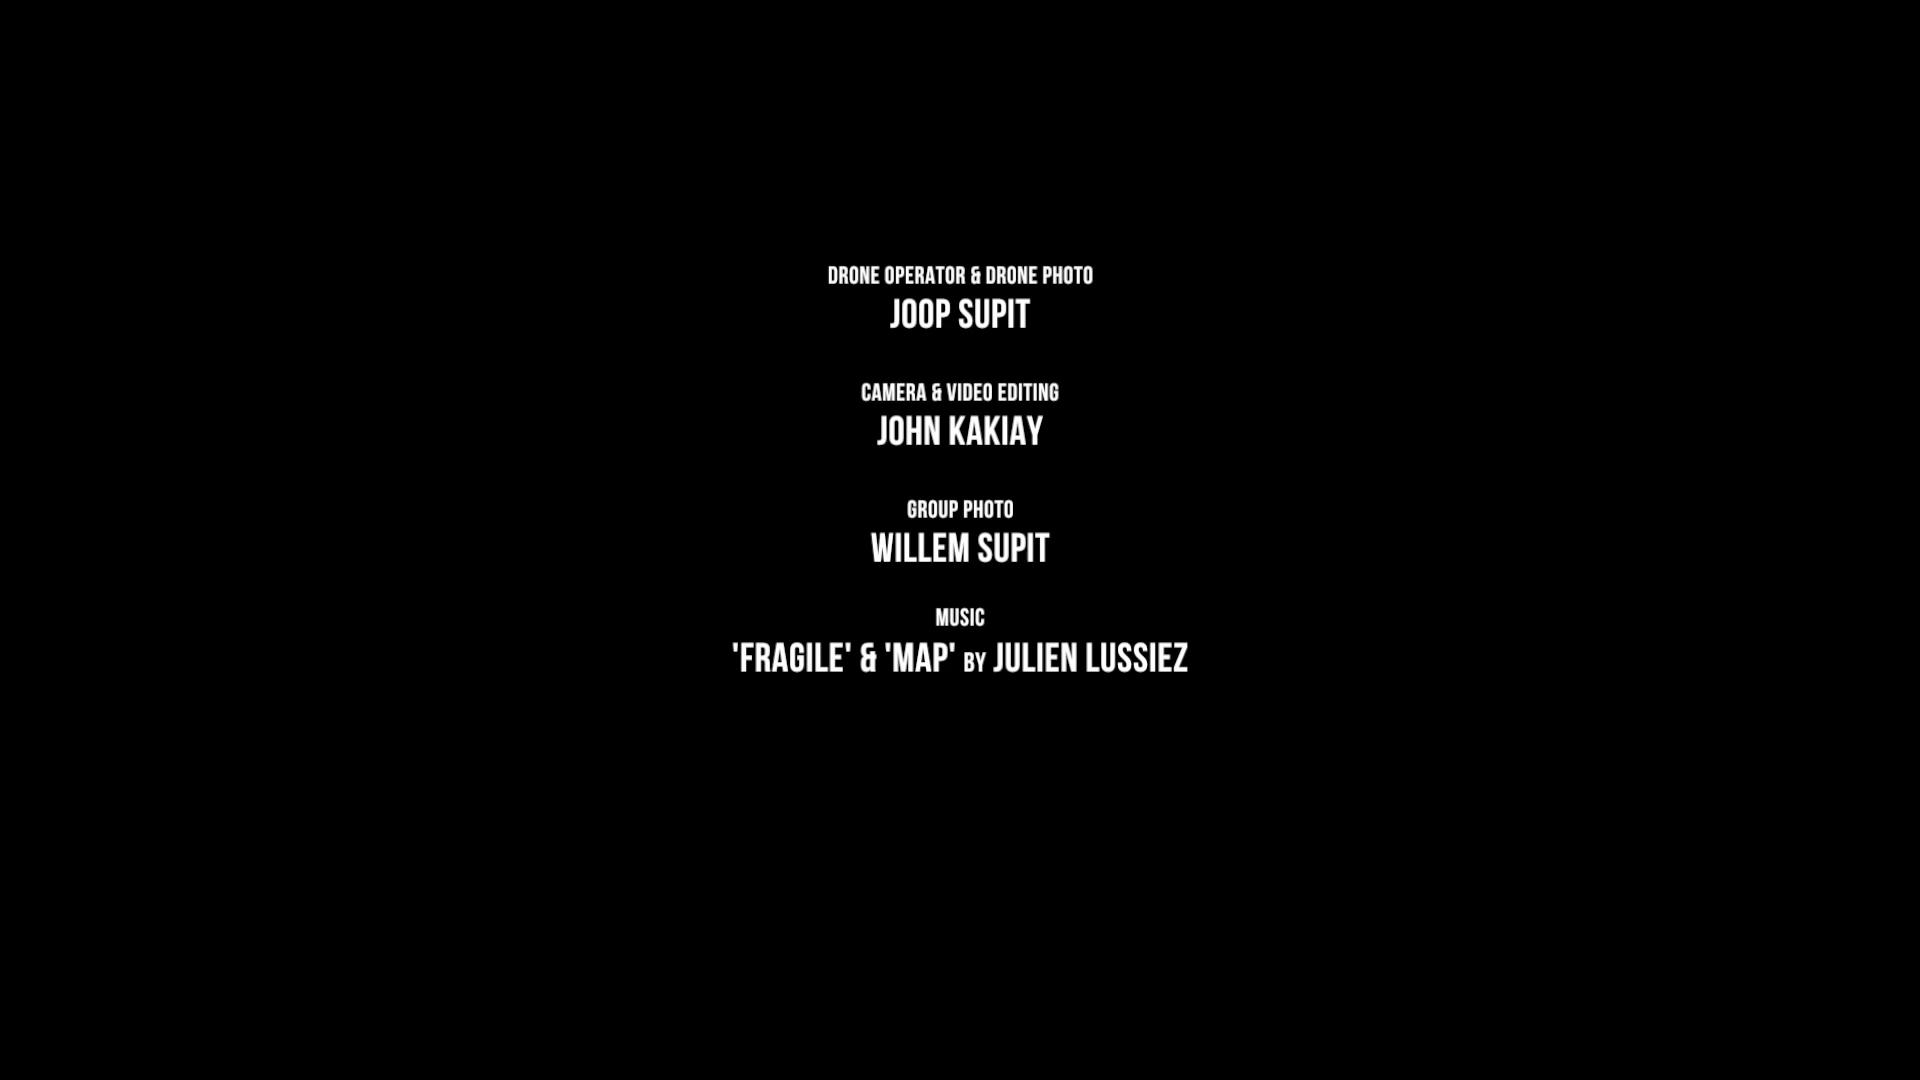 DRONE OPERATOR & DRONE PHOTO
JOOP SUPIT
CAMERA & VIDEO EDITING
JOHN KAKIAY
GROUP PHOTO
WILLEM SUPIT
MUSIC
'FRAGILE' & 'MAP' BY JULIEN LUSSIEZ